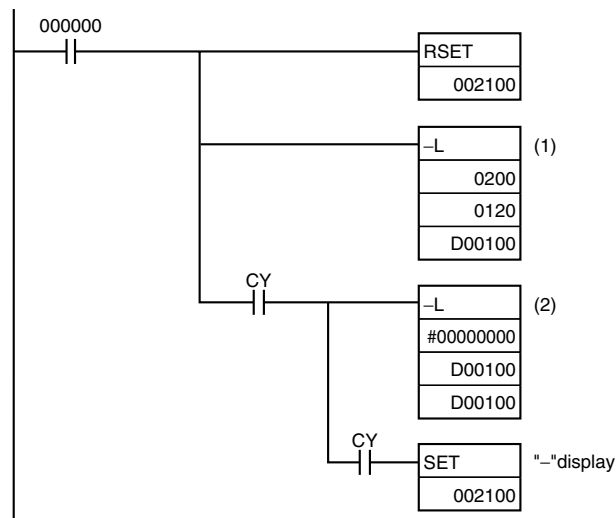 000000
RSET
002100
–L (1)
0200
0120
D00100
CY
–L (2)
#00000000
D00100
D00100
CY
SET "–"display
002100